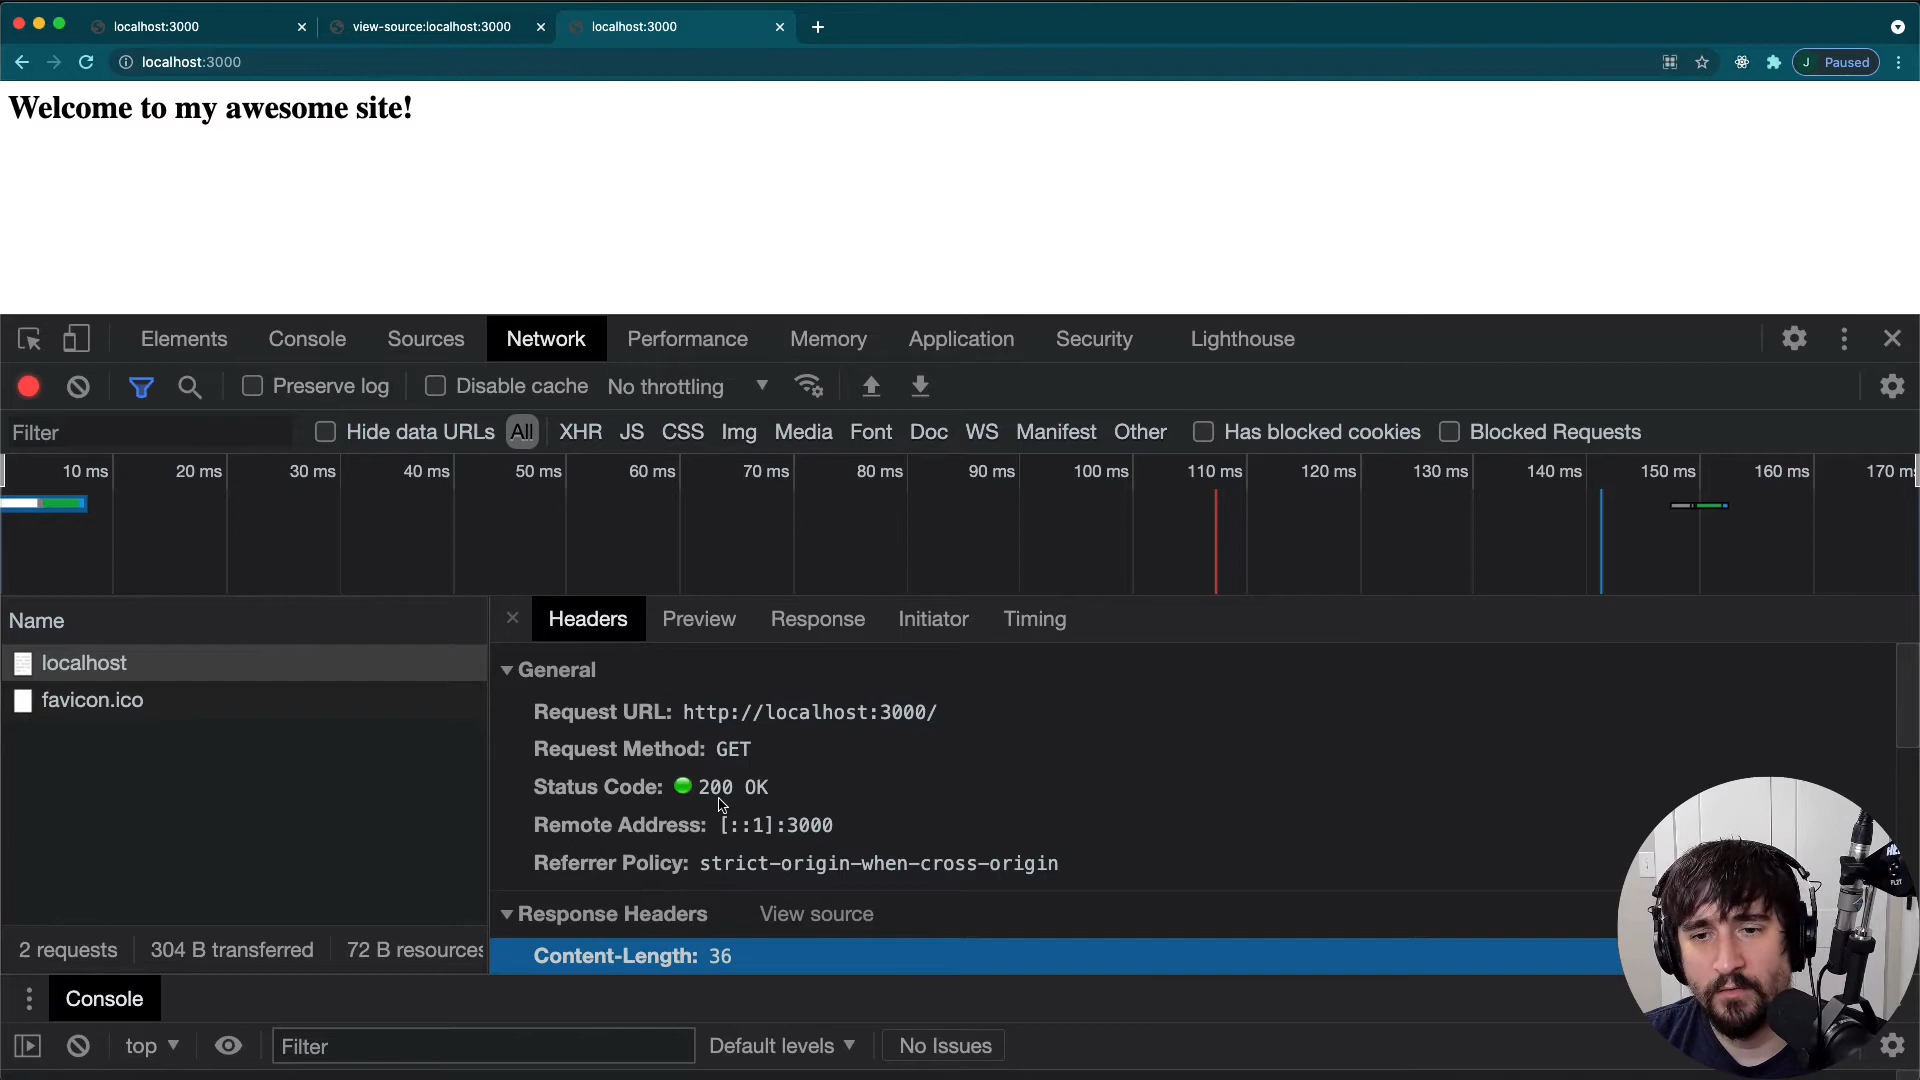 localhost:3000
view-source:localhost:3000
localhost:3000
localhost:3000
J Paused
Welcome to my awesome site!
Elements Console Sources Network Performance Memory Application Security Lighthouse
Preserve log Disable cache No throttling
Filter Hide data URLs All XHR JS CSS Img Media Font Doc WS Manifest Other Has blocked cookies Blocked Requests
10 ms 20 ms 30 ms 40 ms 50 ms 60 ms 70 ms 80 ms 90 ms 100 ms 110 ms 120 ms 130 ms 140 ms 150 ms 160 ms 170
Name
localhost
favicon.ico
2 requests 304 B transferred 72 B resources
Headers Preview Response Initiator Timing
General
Request URL: http://localhost:3000/
Request Method: GET
Status Code: 200 OK
Remote Address: [::1]:3000
Referrer Policy: strict-origin-when-cross-origin
Response Headers View source
Content-Length: 36
Console
top Filter Default levels No Issues